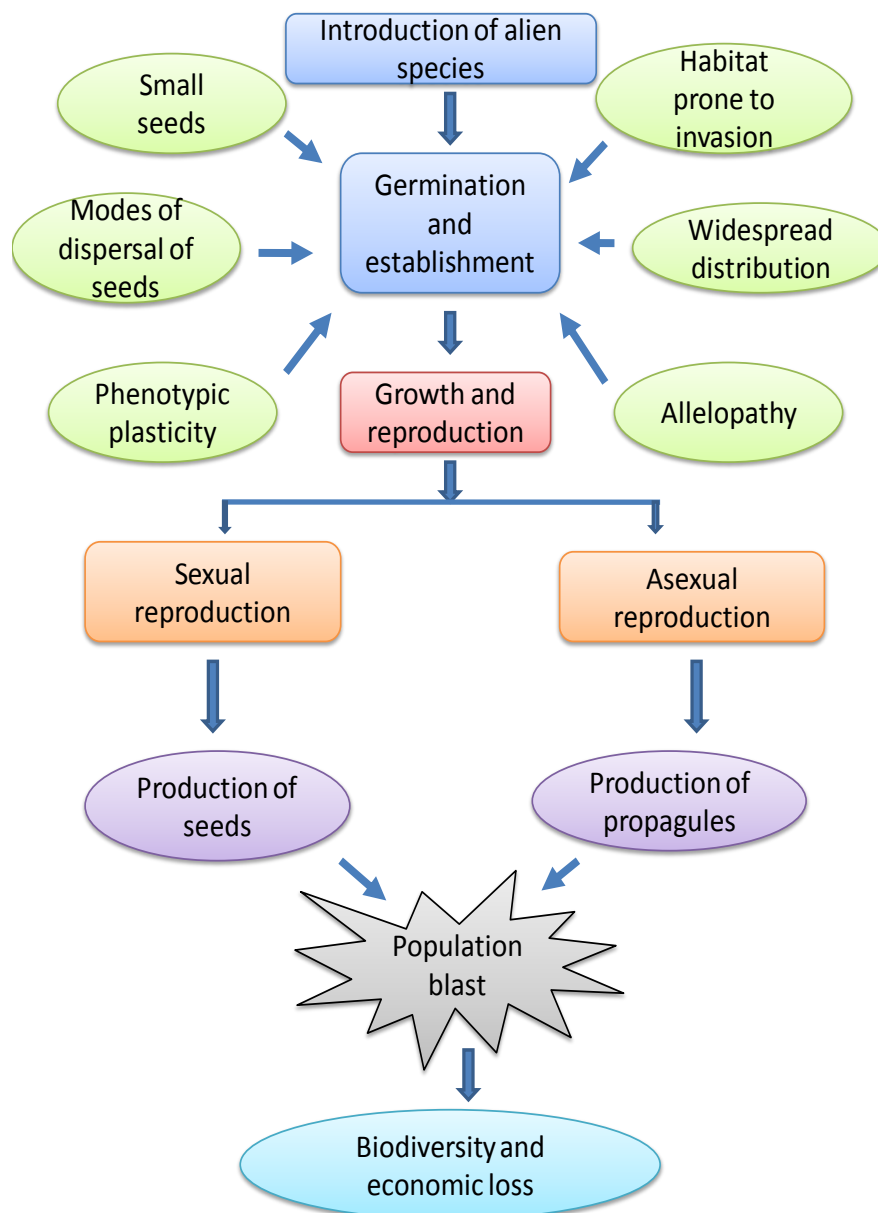 Introduction of alien
species
Small
seeds
Habitat
prone to
invasion
Germination
and
establishment
Modes of
dispersal of
seeds
Widespread
distribution
Phenotypic
plasticity
Growth and
reproduction
Allelopathy
Sexual
reproduction
Asexual
reproduction
Production of
seeds
Production of
propagules
Population
blast
Biodiversity and
economic loss